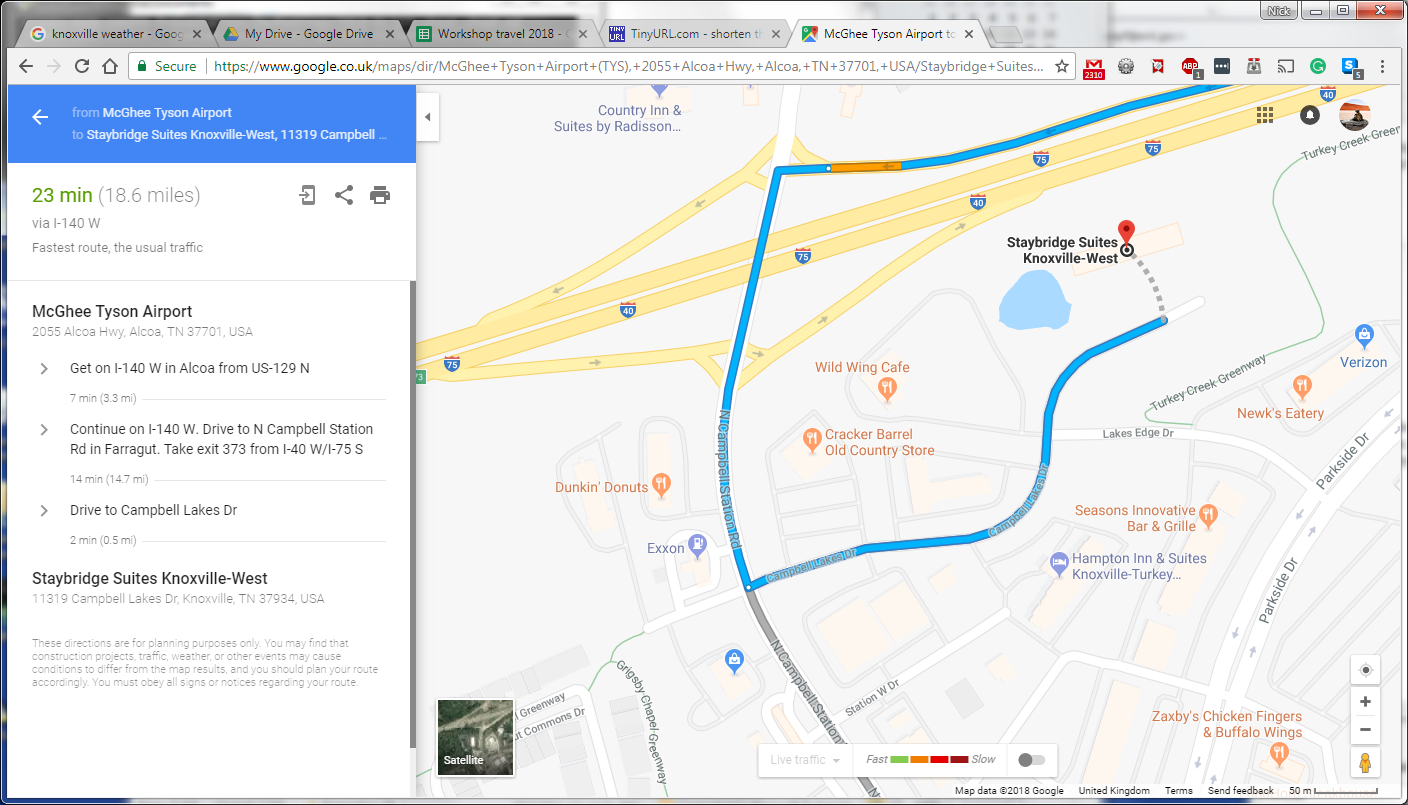 Nick
knoxville weather - Goog
My Drive - Google Drive
Workshop travel 2018 - G
TinyURL.com - shorten th
McGhee Tyson Airport to
Secure
https://www.google.co.uk/maps/dir/McGhee+Tyson+Airport+(TYS),+2055+Alcoa+Hwy,+Alcoa,+TN+37701,+USA/Staybridge+Suites...
2310
ABP
1
5
from McGhee Tyson Airport
to Staybridge Suites Knoxville-West, 11319 Campbell ...
23 min (18.6 miles)
via I-140 W
Fastest route, the usual traffic
McGhee Tyson Airport
2055 Alcoa Hwy, Alcoa, TN 37701, USA
Get on I-140 W in Alcoa from US-129 N
7 min (3.3 mi)
Continue on I-140 W. Drive to N Campbell Station
Rd in Farragut. Take exit 373 from I-40 W/I-75 S
14 min (14.7 mi)
Drive to Campbell Lakes Dr
2 min (0.5 mi)
Staybridge Suites Knoxville-West
11319 Campbell Lakes Dr, Knoxville, TN 37934, USA
These directions are for planning purposes only. You may find that
construction projects, traffic, weather, or other events may cause
conditions to differ from the map results, and you should plan your route
accordingly. You must obey all signs or notices regarding your route.
Country Inn &
Suites by Radisson...
40
75
75
40
75
40
75
Turkey Creek Green
Staybridge Suites
Knoxville-West
Verizon
Wild Wing Cafe
Turkey Creek Greenway
Newk's Eatery
Cracker Barrel
Old Country Store
Lakes Edge Dr
Parkside Dr
N Campbell Station Rd
Dunkin' Donuts
Campbell Lakes Dr
Seasons Innovative
Bar & Grille
Exxon
Campbell Lakes Dr
Hampton Inn & Suites
Knoxville-Turkey...
Parkside Dr
N Campbell Station
Grigsby Chapel Greenway
Greenway
Commons Dr
Station W Dr
Zaxby's Chicken Fingers
& Buffalo Wings
Satellite
Live traffic
Fast
Slow
Map data ©2018 Google
United Kingdom
Terms
Send feedback
50 m